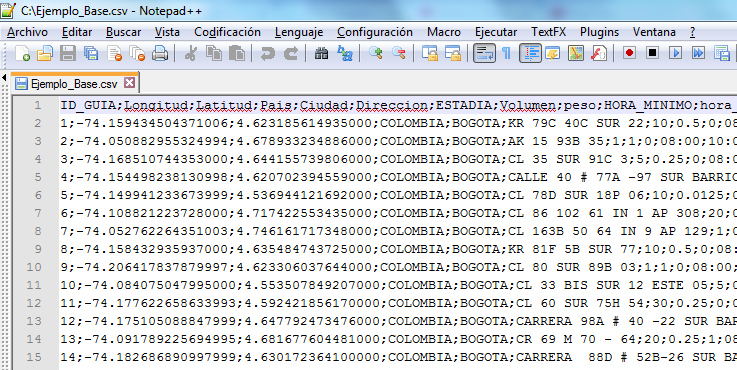 C:\Ejemplo_Base.csv - Notepad++
Archivo Editar Buscar Vista Codificación Lenguaje Configuración Macro Ejecutar TextFX Plugins Ventana ?
Ejemplo_Base.csv
1 ID_GUIA;Longitud;Latitud;Pais;Ciudad;Direccion;ESTADIA;Volumen;peso;HORA_MINIMO;hora_
2 1;-74.159434504371006;4.623185614935000;COLOMBIA;BOGOTA;KR 79C 40C SUR 22;10;0.5;0;08
3 2;-74.050882955324994;4.678933234886000;COLOMBIA;BOGOTA;AK 15 93B 35;1;1;0;08:00;10:0
4 3;-74.168510744353000;4.644155739806000;COLOMBIA;BOGOTA;CL 35 SUR 91C 3;5;0.25;0;08:0
5 4;-74.154498238130998;4.620702394559000;COLOMBIA;BOGOTA;CALLE 40 # 77A -97 SUR BARRIO
6 5;-74.149941233673999;4.536944121692000;COLOMBIA;BOGOTA;CL 78D SUR 18P 06;10;0.0125;0
7 6;-74.108821223728000;4.717422553435000;COLOMBIA;BOGOTA;CL 86 102 61 IN 1 AP 308;20;0
8 7;-74.052762264351003;4.746161717348000;COLOMBIA;BOGOTA;CL 163B 50 64 IN 9 AP 129;1;0
9 8;-74.158432935937000;4.635484743725000;COLOMBIA;BOGOTA;KR 81F 5B SUR 77;10;0.5;0;08:
10 9;-74.206417837879997;4.623306037644000;COLOMBIA;BOGOTA;CL 80 SUR 89B 03;1;1;0;08:00;
11 10;-74.084075047995000;4.553507849207000;COLOMBIA;BOGOTA;CL 33 BIS SUR 12 ESTE 05;5;0
12 11;-74.177622658633993;4.592421856170000;COLOMBIA;BOGOTA;CL 60 SUR 75H 54;30;0.25;0;0
13 12;-74.175105088847999;4.647792473476000;COLOMBIA;BOGOTA;CARRERA 98A # 40 -22 SUR BAR
14 13;-74.091789225694995;4.681677604481000;COLOMBIA;BOGOTA;CR 69 M 70 - 64;20;0.25;1;08
15 14;-74.182686890997999;4.630172364100000;COLOMBIA;BOGOTA;CARRERA 88D # 52B-26 SUR BAR